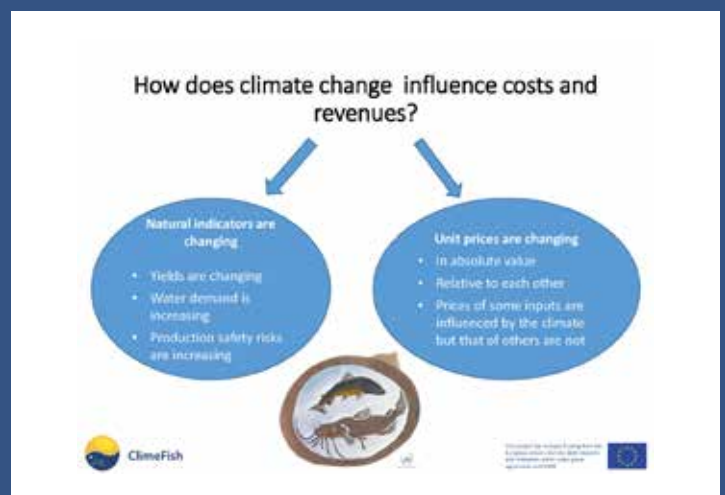 How does climate change influence costs and
revenues?
Natural indicators are
changing
• Yields are changing
• Water demand is
increasing
• Production safety risks
are increasing
Unit prices are changing
• In absolute value
• Relative to each other
• Prices of some inputs are
influenced by the climate
but that of others are not
ClimeFish